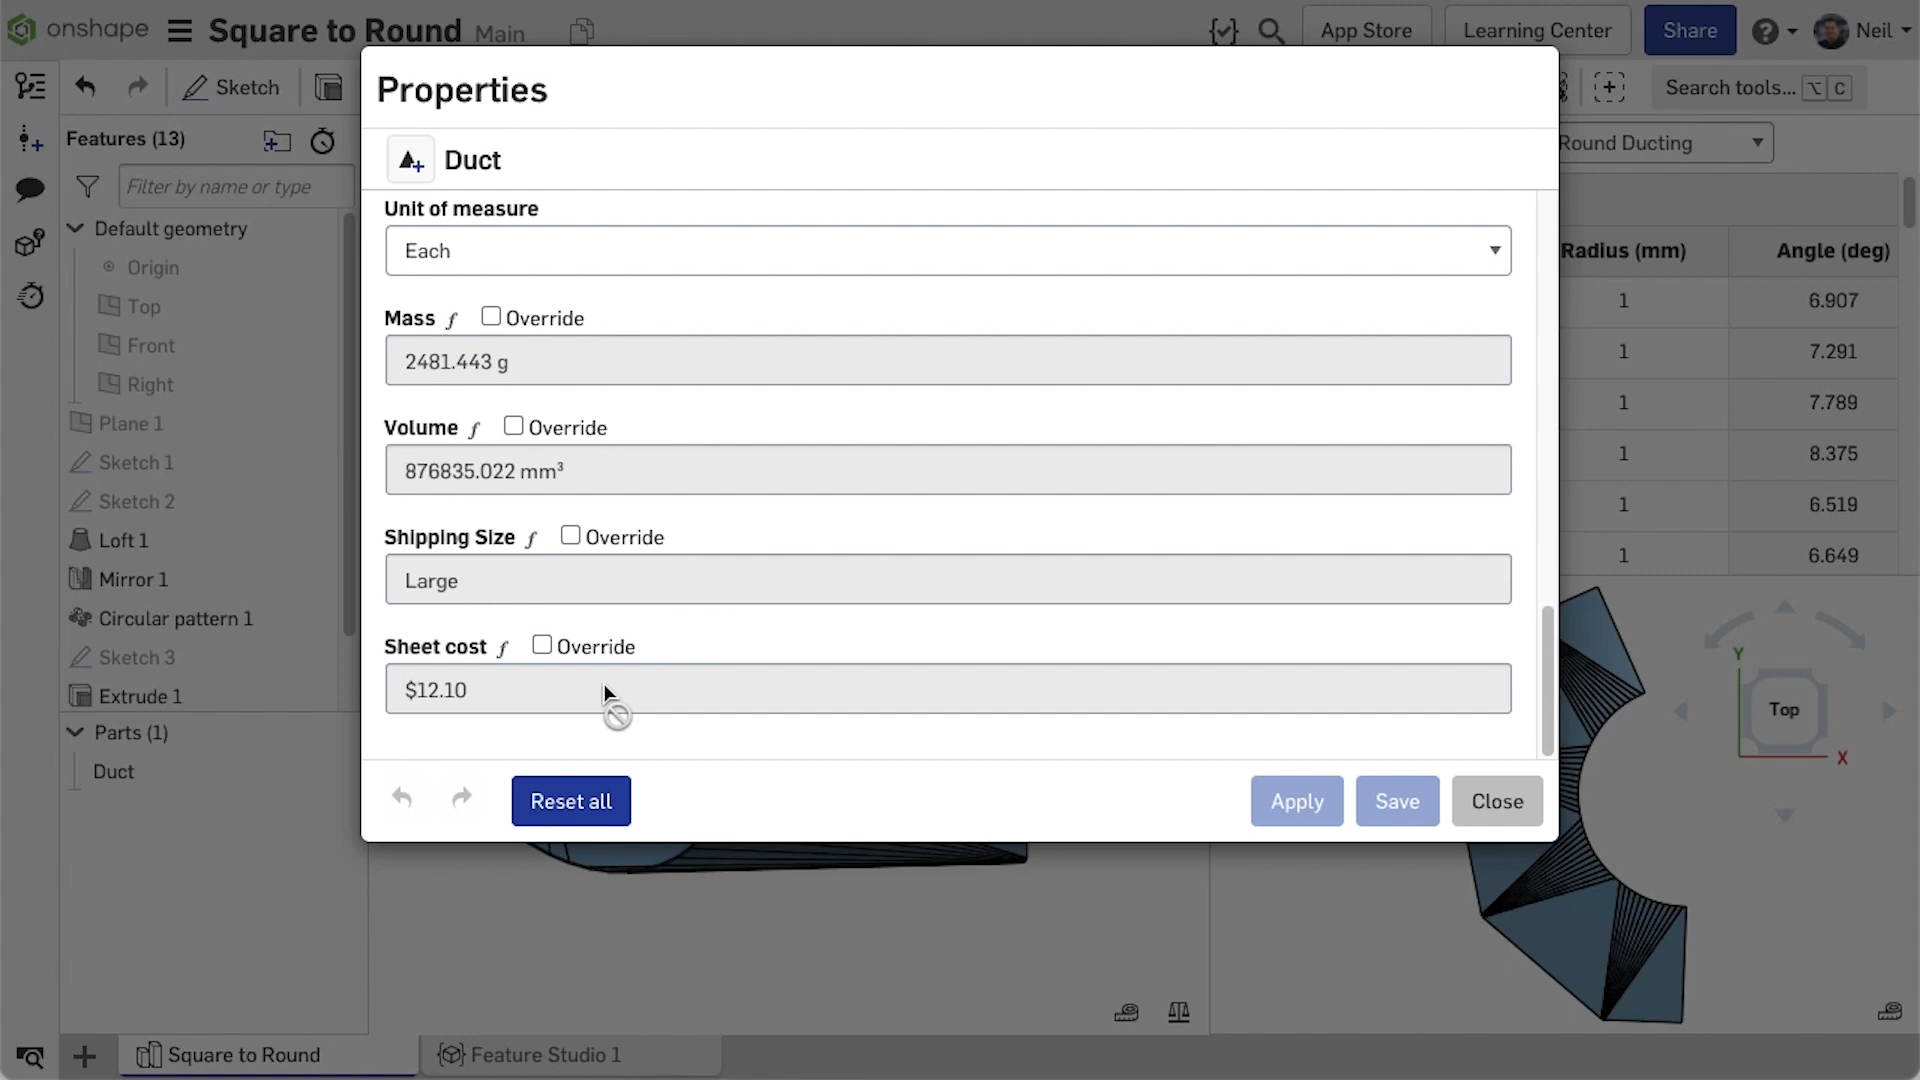 onshape Square to Round Main App Store Learning Center Share Neil
Sketch Search tools... ⌥ C
Features (13)
Filter by name or type
Default geometry
Origin
Top
Front
Right
Plane 1
Sketch 1
Sketch 2
Loft 1
Mirror 1
Circular pattern 1
Sketch 3
Extrude 1
Parts (1)
Duct
Properties
Duct
Unit of measure
Each
Mass ƒ Override
2481.443 g
Volume ƒ Override
876835.022 mm³
Shipping Size ƒ Override
Large
Sheet cost ƒ Override
$12.10
Reset all Apply Save Close
Round Ducting
Radius (mm) Angle (deg)
1 6.907
1 7.291
1 7.789
1 8.375
1 6.519
1 6.649
Y
Top
X
Square to Round Feature Studio 1